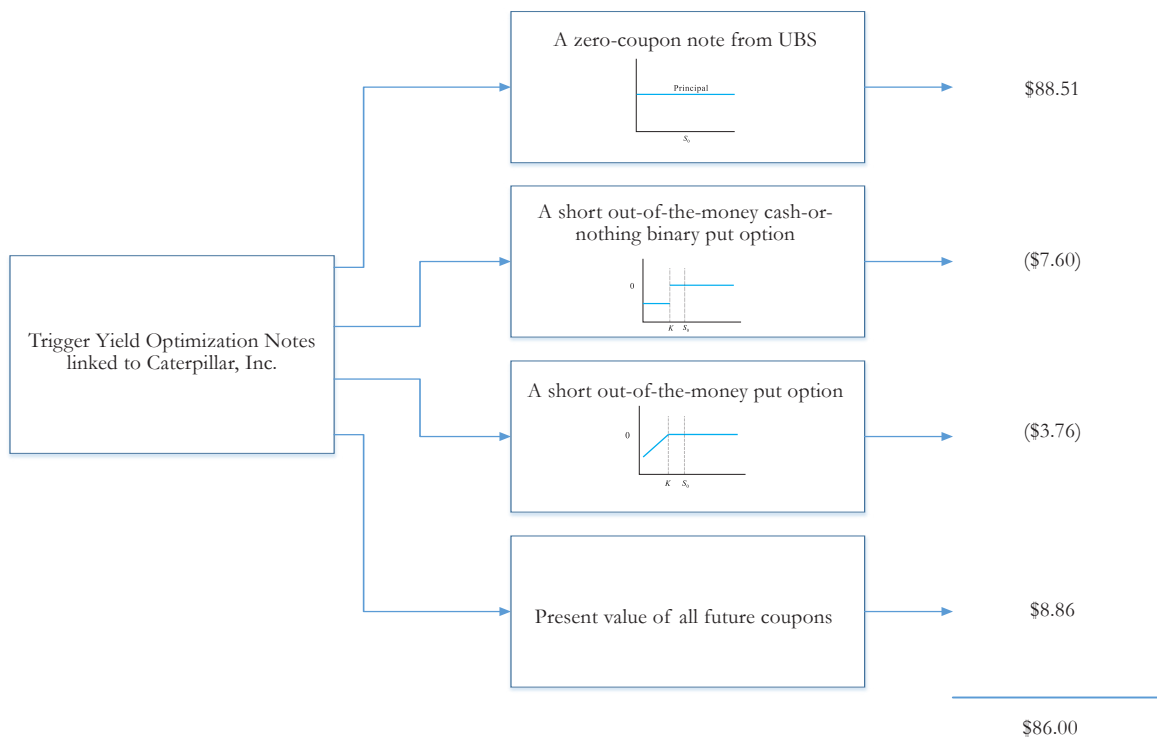 A zero-coupon note from UBS
Principal
S0
$88.51
A short out-of-the-money cash-or-
nothing binary put option
0
K S0
($7.60)
Trigger Yield Optimization Notes
linked to Caterpillar, Inc.
A short out-of-the-money put option
0
K S0
($3.76)
Present value of all future coupons
$8.86
$86.00